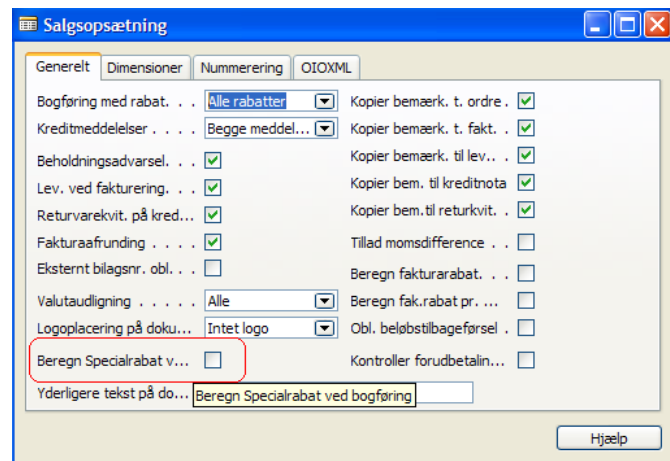 Salgsopsætning
Generelt Dimensioner Nummerering OIOXML
Bogføring med rabat. . . Alle rabatter
Kreditmeddelelser . . . . Begge meddel...
Beholdningsadvarsel. . .
Lev. ved fakturering. . .
Returvarekvit. på kred...
Fakturaafrunding . . . .
Eksternt bilagsnr. obl. . .
Valutaudligning . . . . . Alle
Logoplacering på doku... Intet logo
Beregn Specialrabat v...
Yderligere tekst på do...
Beregn Specialrabat ved bogføring
Kopier bemærk. t. ordre .
Kopier bemærk. t. fakt. .
Kopier bemærk. til lev.. .
Kopier bem. til kreditnota
Kopier bem.til returkvit. .
Tillad momsdifference . .
Beregn fakturarabat. . .
Beregn fak.rabat pr. ...
Obl. beløbstilbageførsel .
Kontroller forudbetalin...
Hjælp